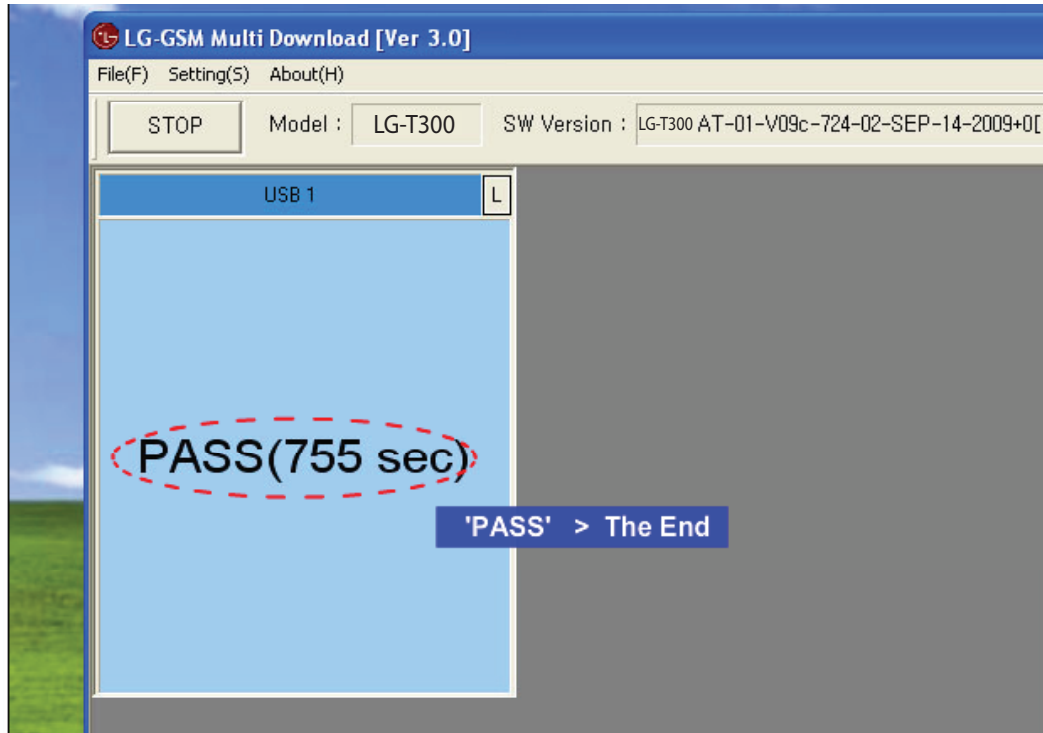 LG-GSM Multi Download [Ver 3.0]
File(F) Setting(S) About(H)
STOP Model : LG-T300 SW Version : LG-T300 AT-01-V09c-724-02-SEP-14-2009+0[
USB 1 L
PASS(755 sec)
'PASS' > The End